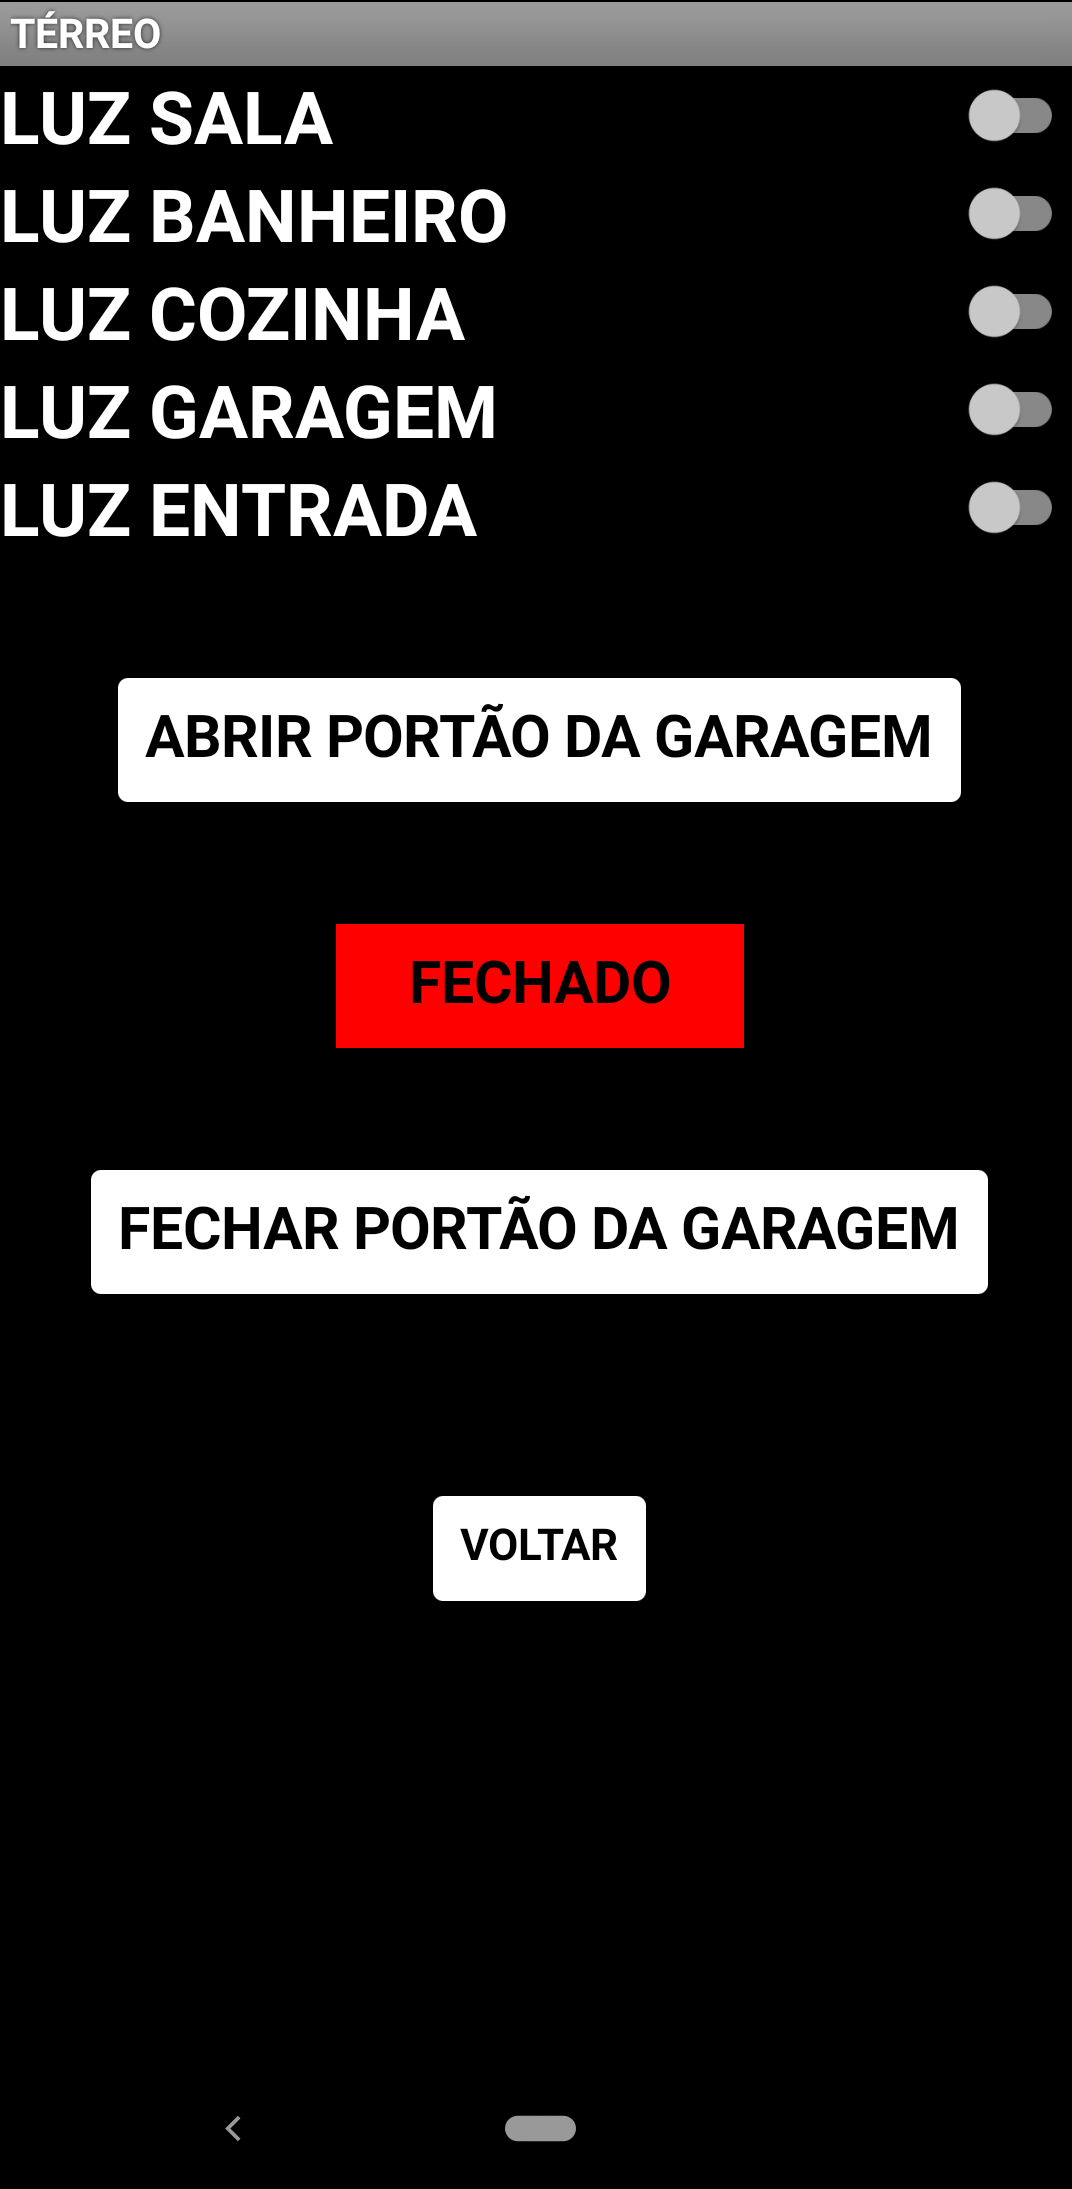 TÉRREO
LUZ SALA
LUZ BANHEIRO
LUZ COZINHA
LUZ GARAGEM
LUZ ENTRADA
ABRIR PORTÃO DA GARAGEM
FECHADO
FECHAR PORTÃO DA GARAGEM
VOLTAR